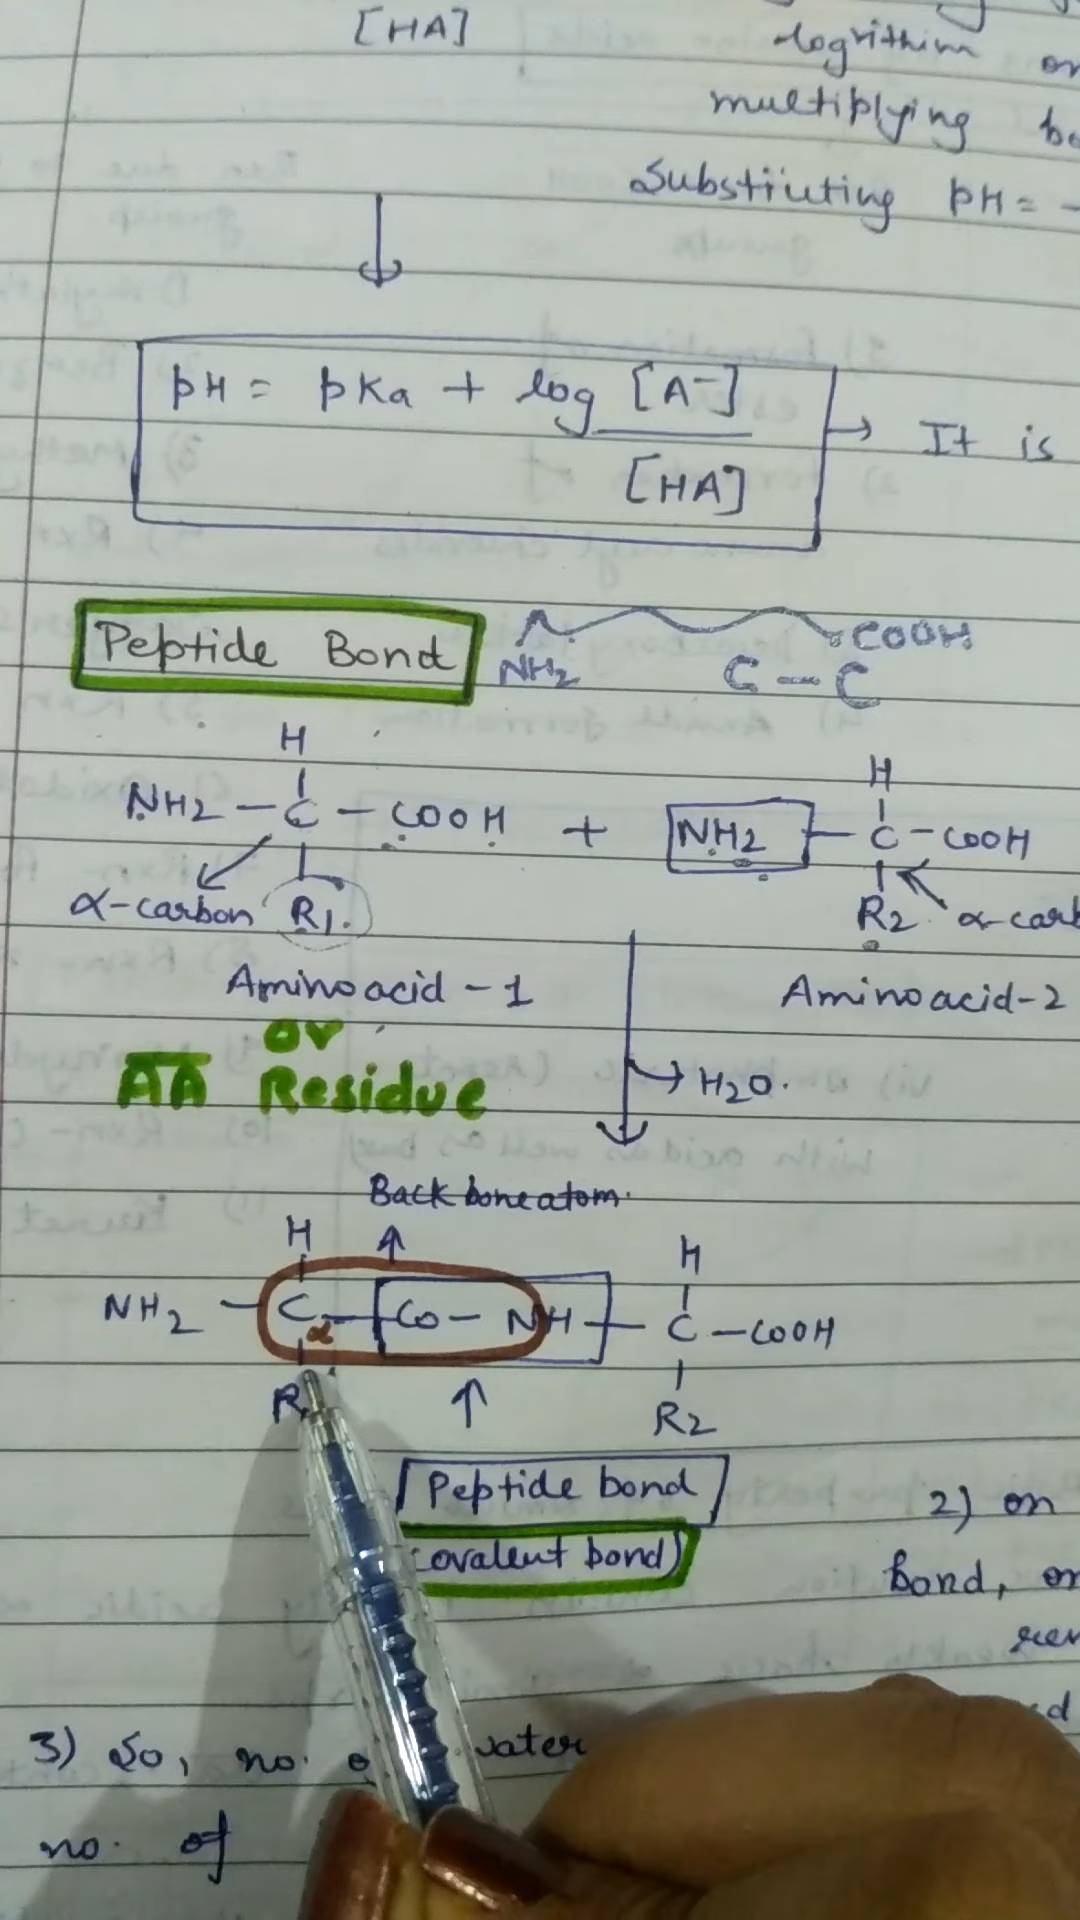 [HA]
logrithim
multiplying
Substituting pH = -
pH = pKa + log [A-]
[HA]
→ It is
Peptide Bond
NH2 COOH
C - C
H
NH2 - C - COOH + NH2 - C - COOH
H
α-carbon R1. R2 α-carb
Aminoacid - 1 Aminoacid-2
or
AA Residue
→ H2O.
Back bone atom.
H H
NH2 - C - Co - NH - C - COOH
α
R R2
Peptide bond
covalent bond)
2) on
Bond,
3) So, no. water
no. of